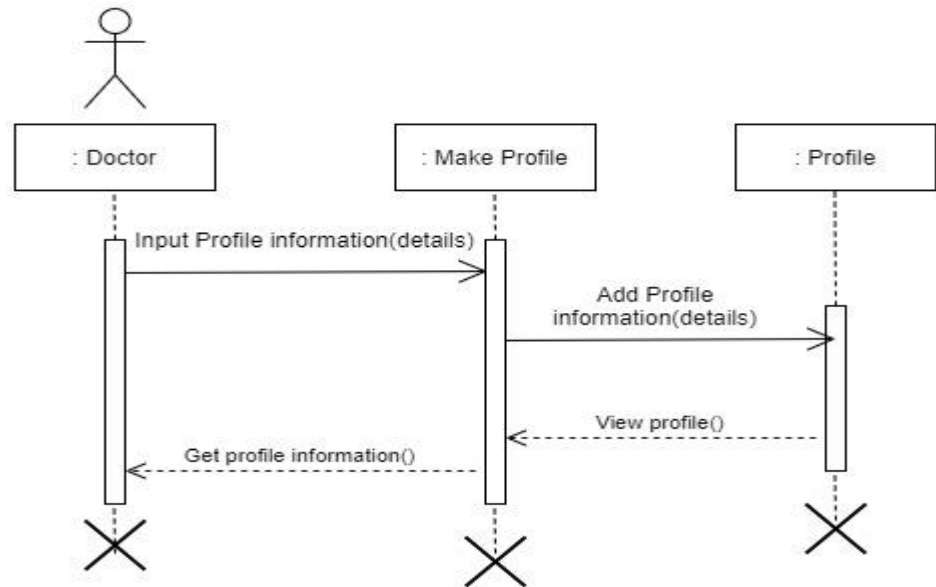 : Doctor
: Make Profile
: Profile
Input Profile information(details)
Add Profile
information(details)
View profile()
Get profile information()